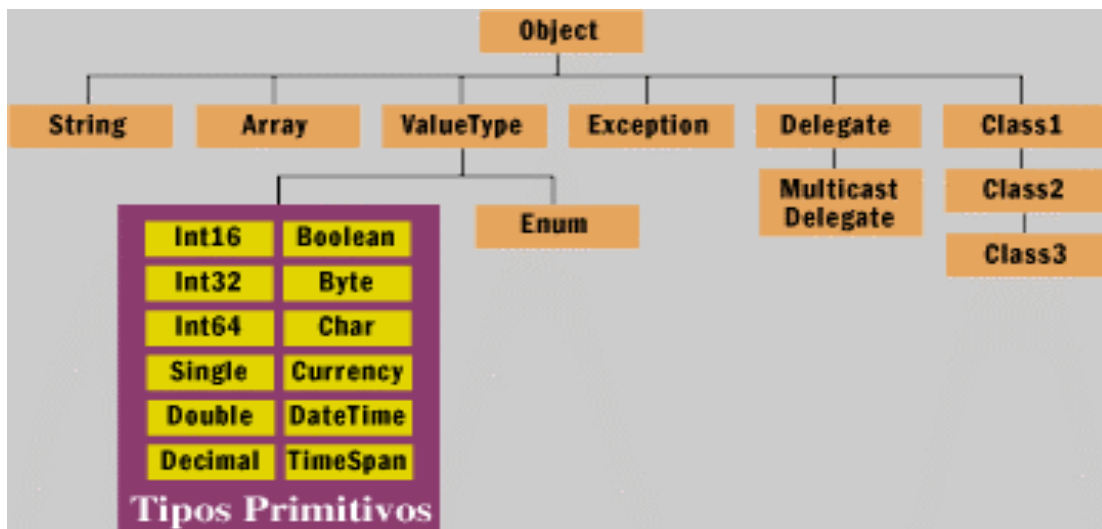 Object
String
Array
ValueType
Exception
Delegate
Class1
Multicast
Delegate
Class2
Enum
Class3
Int16
Boolean
Int32
Byte
Int64
Char
Single
Currency
Double
DateTime
Decimal
TimeSpan
Tipos Primitivos